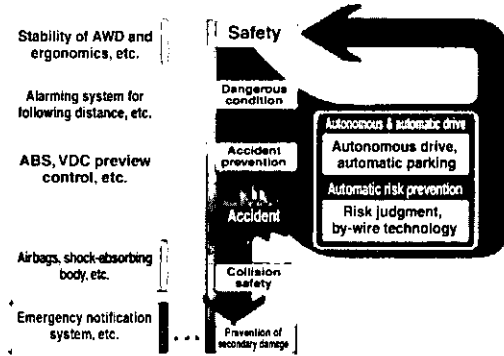 Stability of AWD and
ergonomics, etc.
Safety
Alarming system for
following distance, etc.
Dangerous
condition
Autonomous & automatic drive
Autonomous drive,
automatic parking
ABS, VDC preview
control, etc.
Accident
prevention
Automatic risk prevention
Risk judgment,
by-wire technology
Accident
Airbags, shock-absorbing
body, etc.
Collision
safety
Emergency notification
system, etc.
...
Prevention of
secondary damage